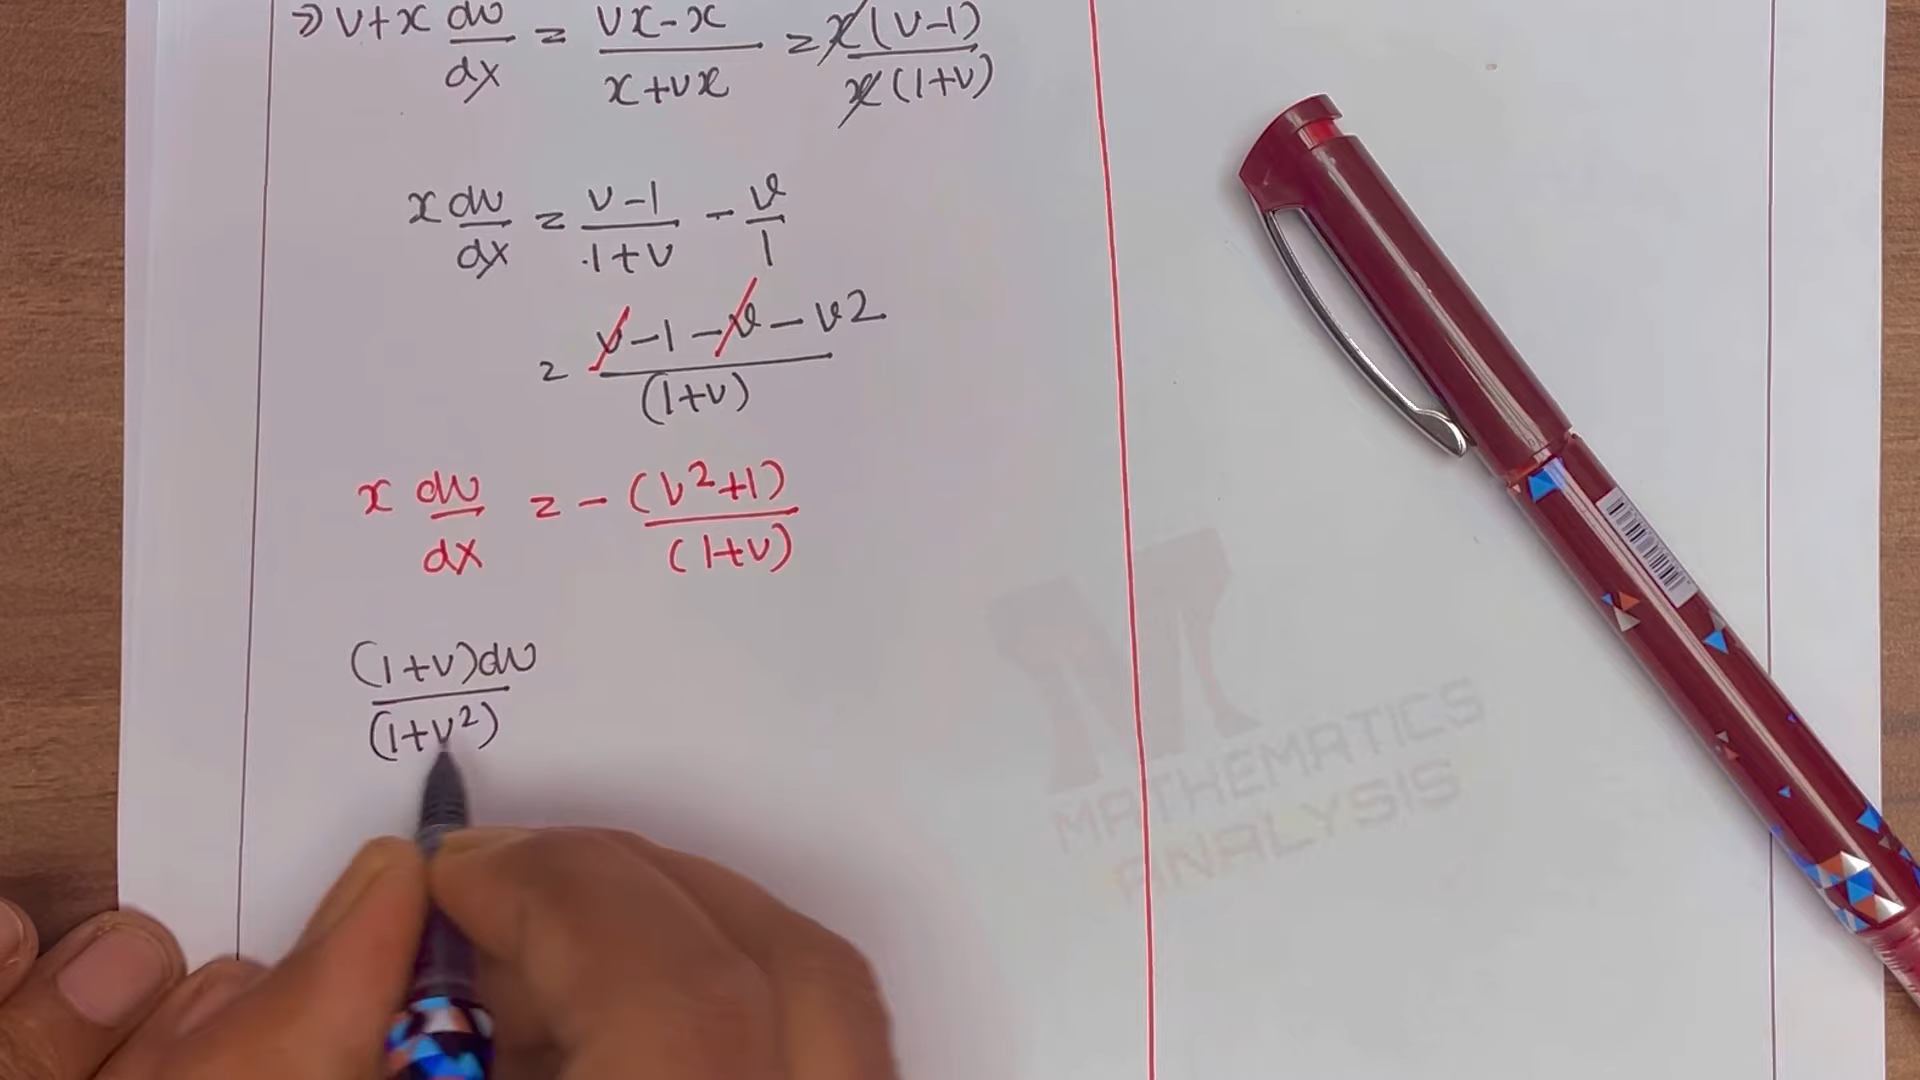 ⇒ v+x dv/dx = vx-x/x+vx = x(v-1)/x(1+v)
x dv/dx = v-1/1+v - v/1
= v-1-v-v2/(1+v)
x dv/dx = -(v²+1)/(1+v)
(1+v)dv/(1+v²)
M
MATHEMATICS
ANALYSIS